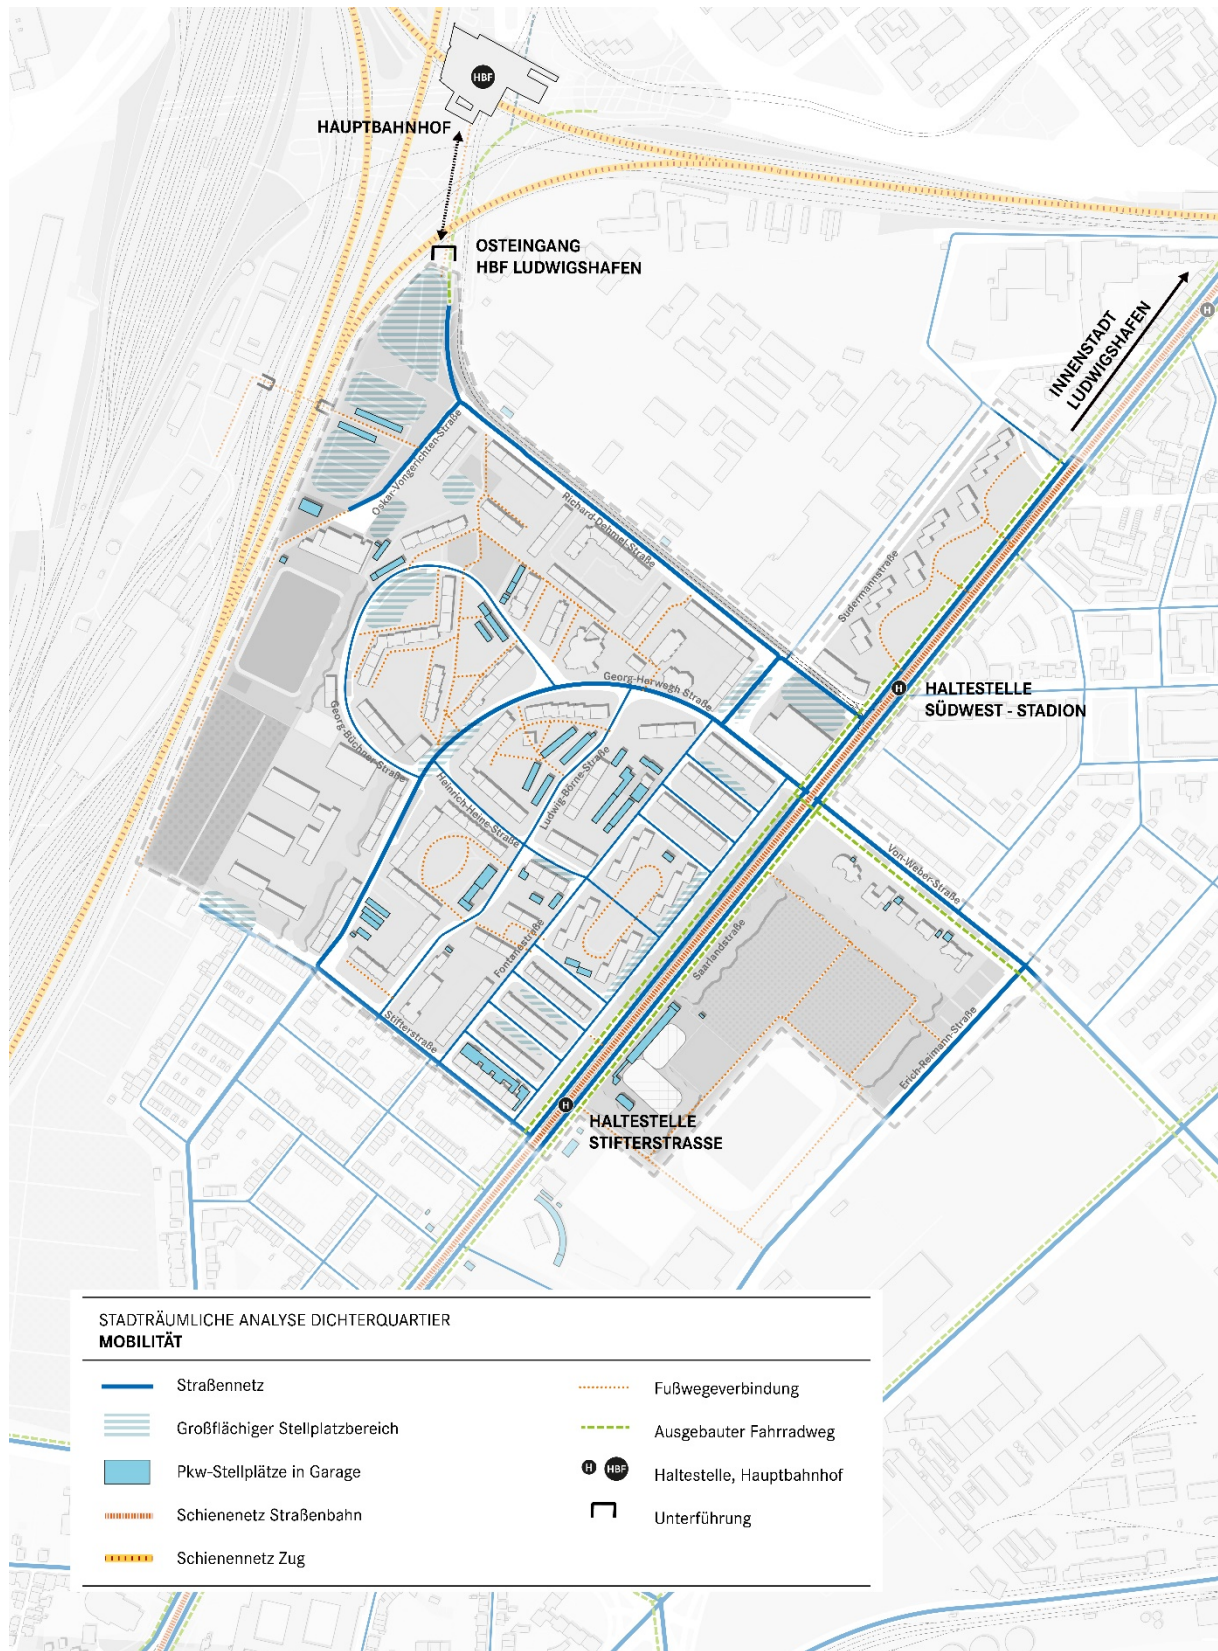 HBF
HAUPTBAHNHOF
OSTEINGANG
HBF LUDWIGSHAFEN
INNENSTADT
LUDWIGSHAFEN
H
Oskar-Vongerichten-Straße
Richard-Dehmel-Straße
Sudermannstraße
H
HALTESTELLE
SÜDWEST - STADION
Georg-Herwegh Straße
Georg-Büchner-Straße
Heinrich-Heine-Straße
Ludwig-Börne-Straße
Von-Weber-Straße
Fontanestraße
Saarlandstraße
Stifterstraße
Erich-Reimann-Straße
H
HALTESTELLE
STIFTERSTRASSE
STADTRÄUMLICHE ANALYSE DICHTERQUARTIER
MOBILITÄT
Straßennetz
Großflächiger Stellplatzbereich
Pkw-Stellplätze in Garage
Schienenetz Straßenbahn
Schienennetz Zug
Fußwegeverbindung
Ausgebauter Fahrradweg
H HBF Haltestelle, Hauptbahnhof
Unterführung